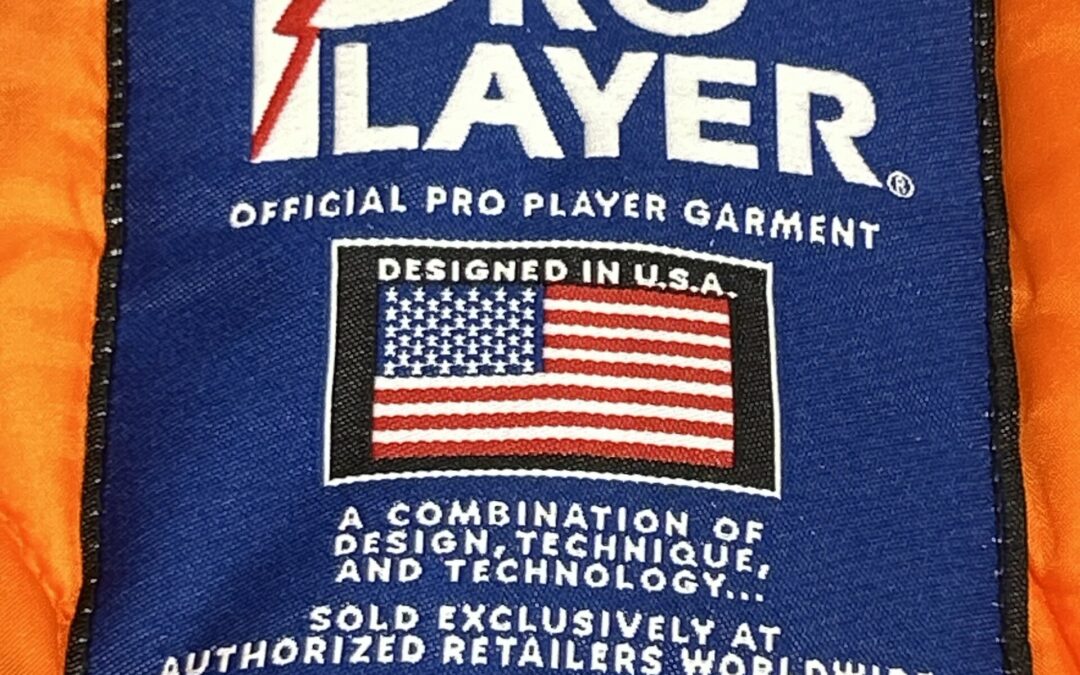 PRO
PLAYER®
OFFICIAL PRO PLAYER GARMENT
DESIGNED IN U.S.A.
A COMBINATION OF
DESIGN, TECHNIQUE,
AND TECHNOLOGY...
SOLD EXCLUSIVELY AT
AUTHORIZED RETAILERS WORLDWIDE